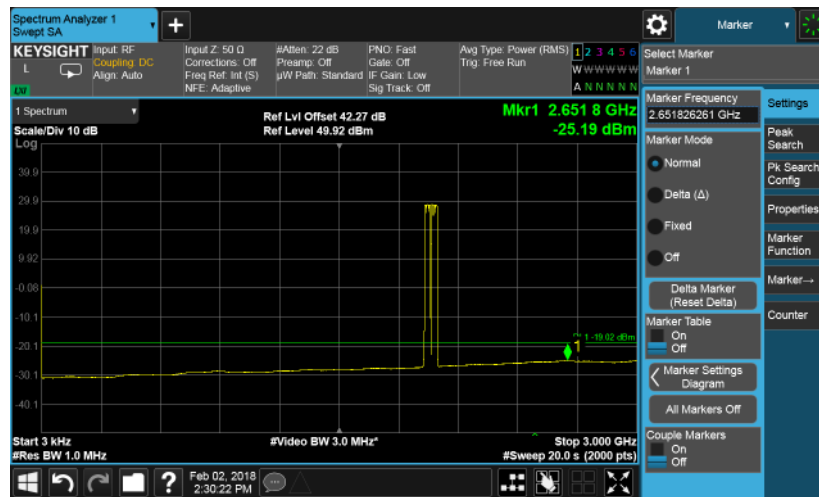 Spectrum Analyzer 1
Swept SA
+
Marker
KEYSIGHT
L
LXI
Input: RF
Coupling: DC
Align: Auto
Input Z: 50 Ω
Corrections: Off
Freq Ref: Int (S)
NFE: Adaptive
#Atten: 22 dB
Preamp: Off
µW Path: Standard
PNO: Fast
Gate: Off
IF Gain: Low
Sig Track: Off
Avg Type: Power (RMS)
Trig: Free Run
1 2 3 4 5 6
W W W W W W
A N N N N N
Select Marker
Marker 1
1 Spectrum
Scale/Div 10 dB
Log
Ref Lvl Offset 42.27 dB
Ref Level 49.92 dBm
Mkr1 2.651 8 GHz
-25.19 dBm
39.9
29.9
19.9
9.92
-0.08
-10.1
-20.1
-30.1
-40.1
1 -19.02 dBm
1
Start 3 kHz
#Res BW 1.0 MHz
#Video BW 3.0 MHz*
Stop 3.000 GHz
#Sweep 20.0 s (2000 pts)
Marker Frequency
2.651826261 GHz
Marker Mode
Normal
Delta (Δ)
Fixed
Off
Delta Marker
(Reset Delta)
Marker Table
On
Off
Marker Settings
Diagram
All Markers Off
Couple Markers
On
Off
Settings
Peak
Search
Pk Search
Config
Properties
Marker
Function
Marker→
Counter
?
Feb 02, 2018
2:30:22 PM